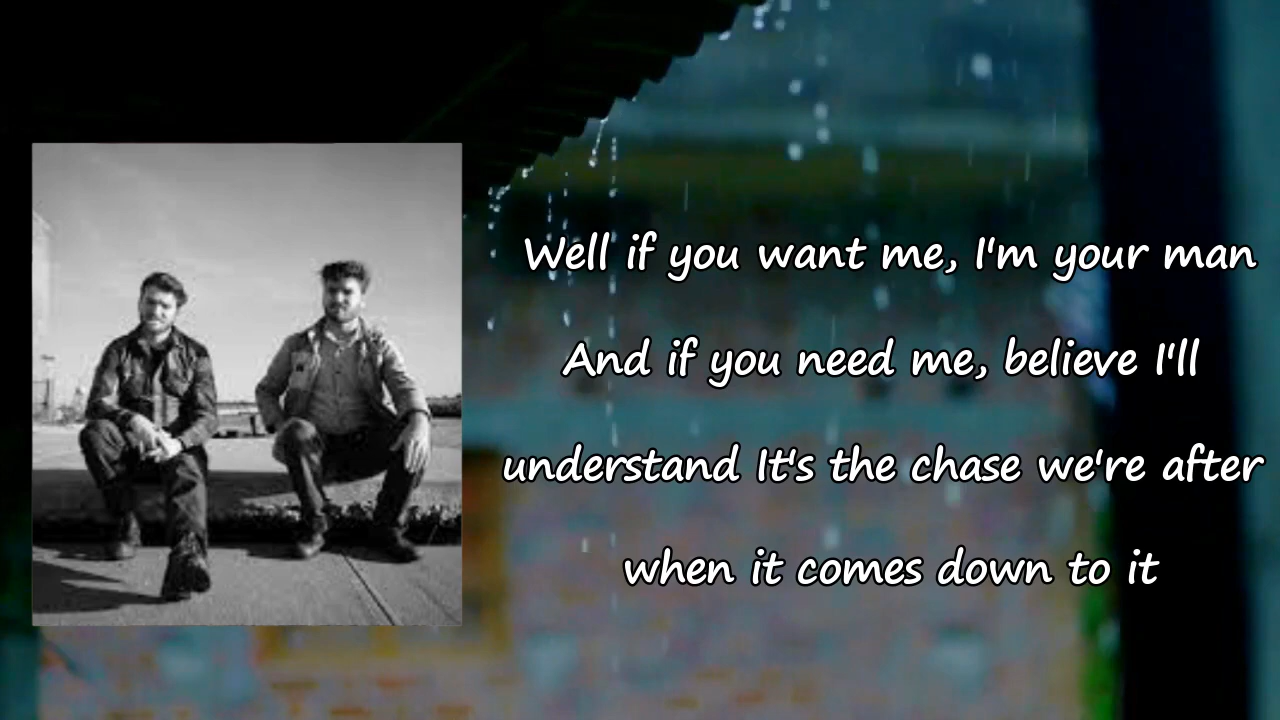 Well if you want me, I'm your man
And if you need me, believe I'll
understand It's the chase we're after
when it comes down to it